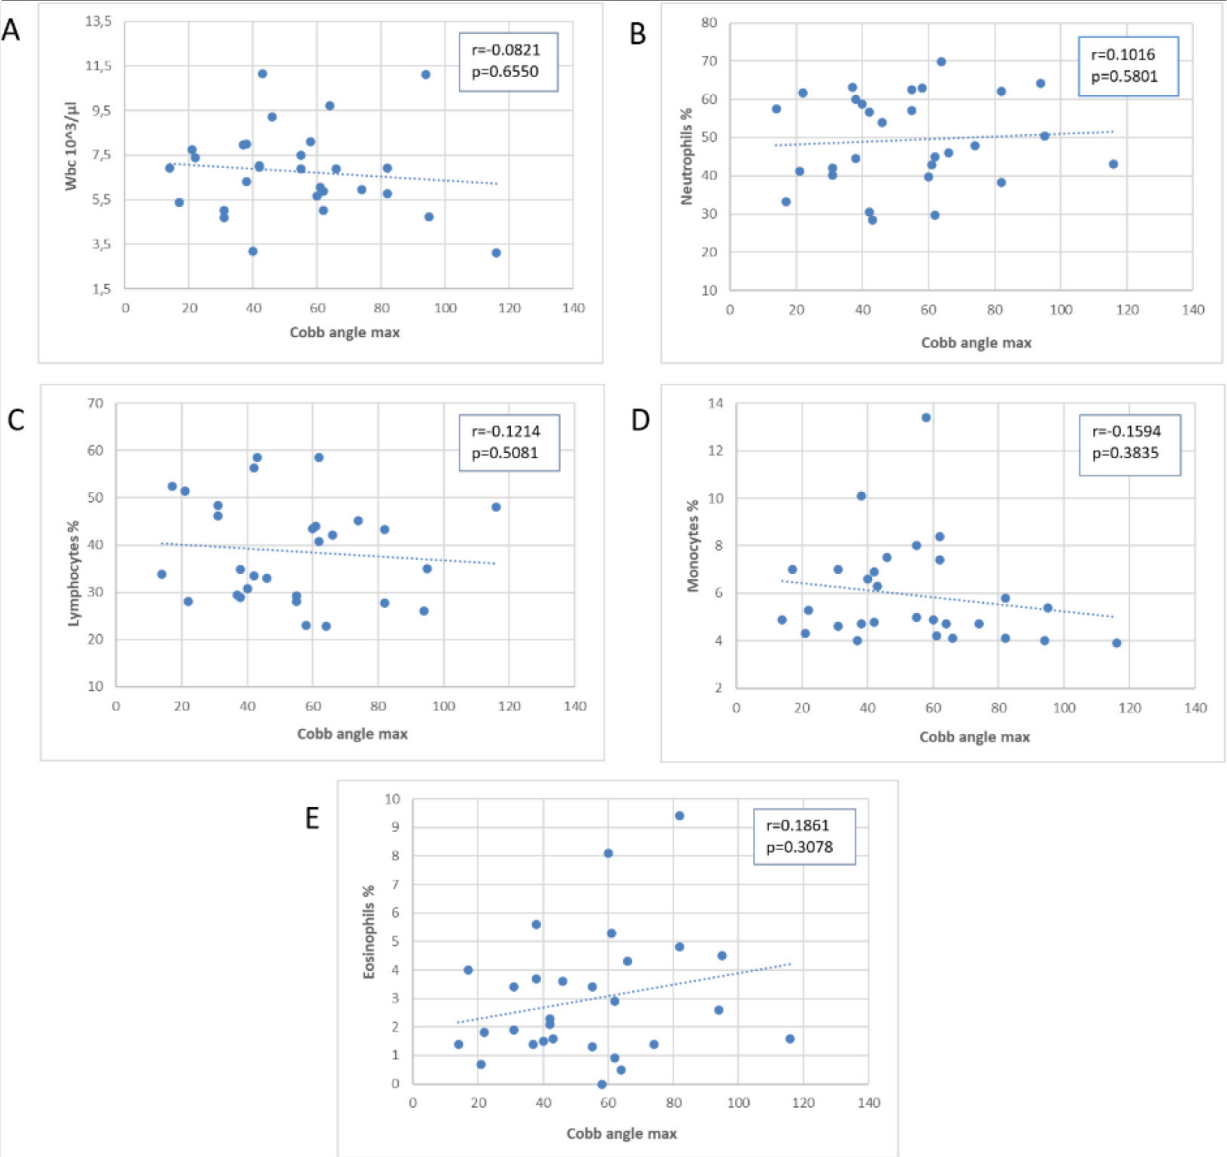 A
13,5
11,5
9,5
7,5
5,5
3,5
1,5
Wbc 10^3/µl
r=-0.0821
p=0.6550
0 20 40 60 80 100 120 140
Cobb angle max
B
80
70
60
50
40
30
20
10
Neutrophils %
r=0.1016
p=0.5801
0 20 40 60 80 100 120 140
Cobb angle max
C
70
60
50
40
30
20
10
Lymphocytes %
r=-0.1214
p=0.5081
0 20 40 60 80 100 120 140
Cobb angle max
D
14
12
10
8
6
4
2
Monocytes %
r=-0.1594
p=0.3835
0 20 40 60 80 100 120 140
Cobb angle max
E
10
9
8
7
6
5
4
3
2
1
0
Eosinophils %
r=0.1861
p=0.3078
0 20 40 60 80 100 120 140
Cobb angle max